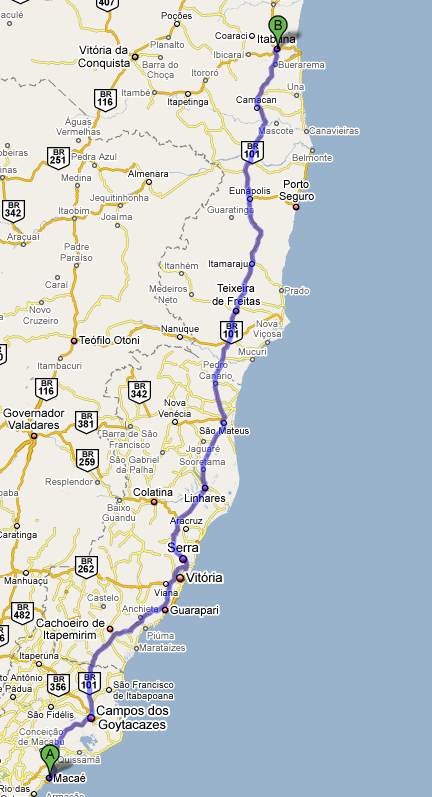 407
Poções
Coaraci
B
Itabuna
Planalto
Vitória da
Conquista
Barra do
Choça
Ibicaraí
Buerarema
Itororó
Una
Itambé
Itapetinga
Camacan
BR
116
Águas
Vermelhas
Mascote
Canavieiras
BR
251
Pedra Azul
BR
101
Belmonte
Medina
Almenara
Jequitinhonha
Eunápolis
Porto
Seguro
BR
342
Itaobim
Joaíma
Guaratinga
Araçuaí
Padre
Paraíso
Itanhém
Itamaraju
Caraí
Medeiros
Neto
Teixeira
de Freitas
Prado
Novo
Cruzeiro
Nanuque
BR
101
Nova
Viçosa
Teófilo Otoni
Mucuri
Itambacuri
Pedro
Canário
BR
116
BR
342
Nova
Venécia
Governador
Valadares
BR
381
Barra de São
Francisco
São Mateus
Jaguaré
BR
259
São Gabriel
da Palha
Sooretama
Resplendor
Colatina
Linhares
Baixo
Guandu
Aracruz
Caratinga
Serra
BR
262
Manhuaçu
Viana
Vitória
BR
482
Castelo
Anchieta
Guarapari
Cachoeiro de
Itapemirim
Piúma
Marataízes
Itaperuna
BR
356
BR
101
São Francisco
de Itabapoana
to Antônio
de Pádua
São Fidélis
Campos dos
Goytacazes
Conceição
de Macabu
A
Quissamã
Macaé
Rio das
Armação